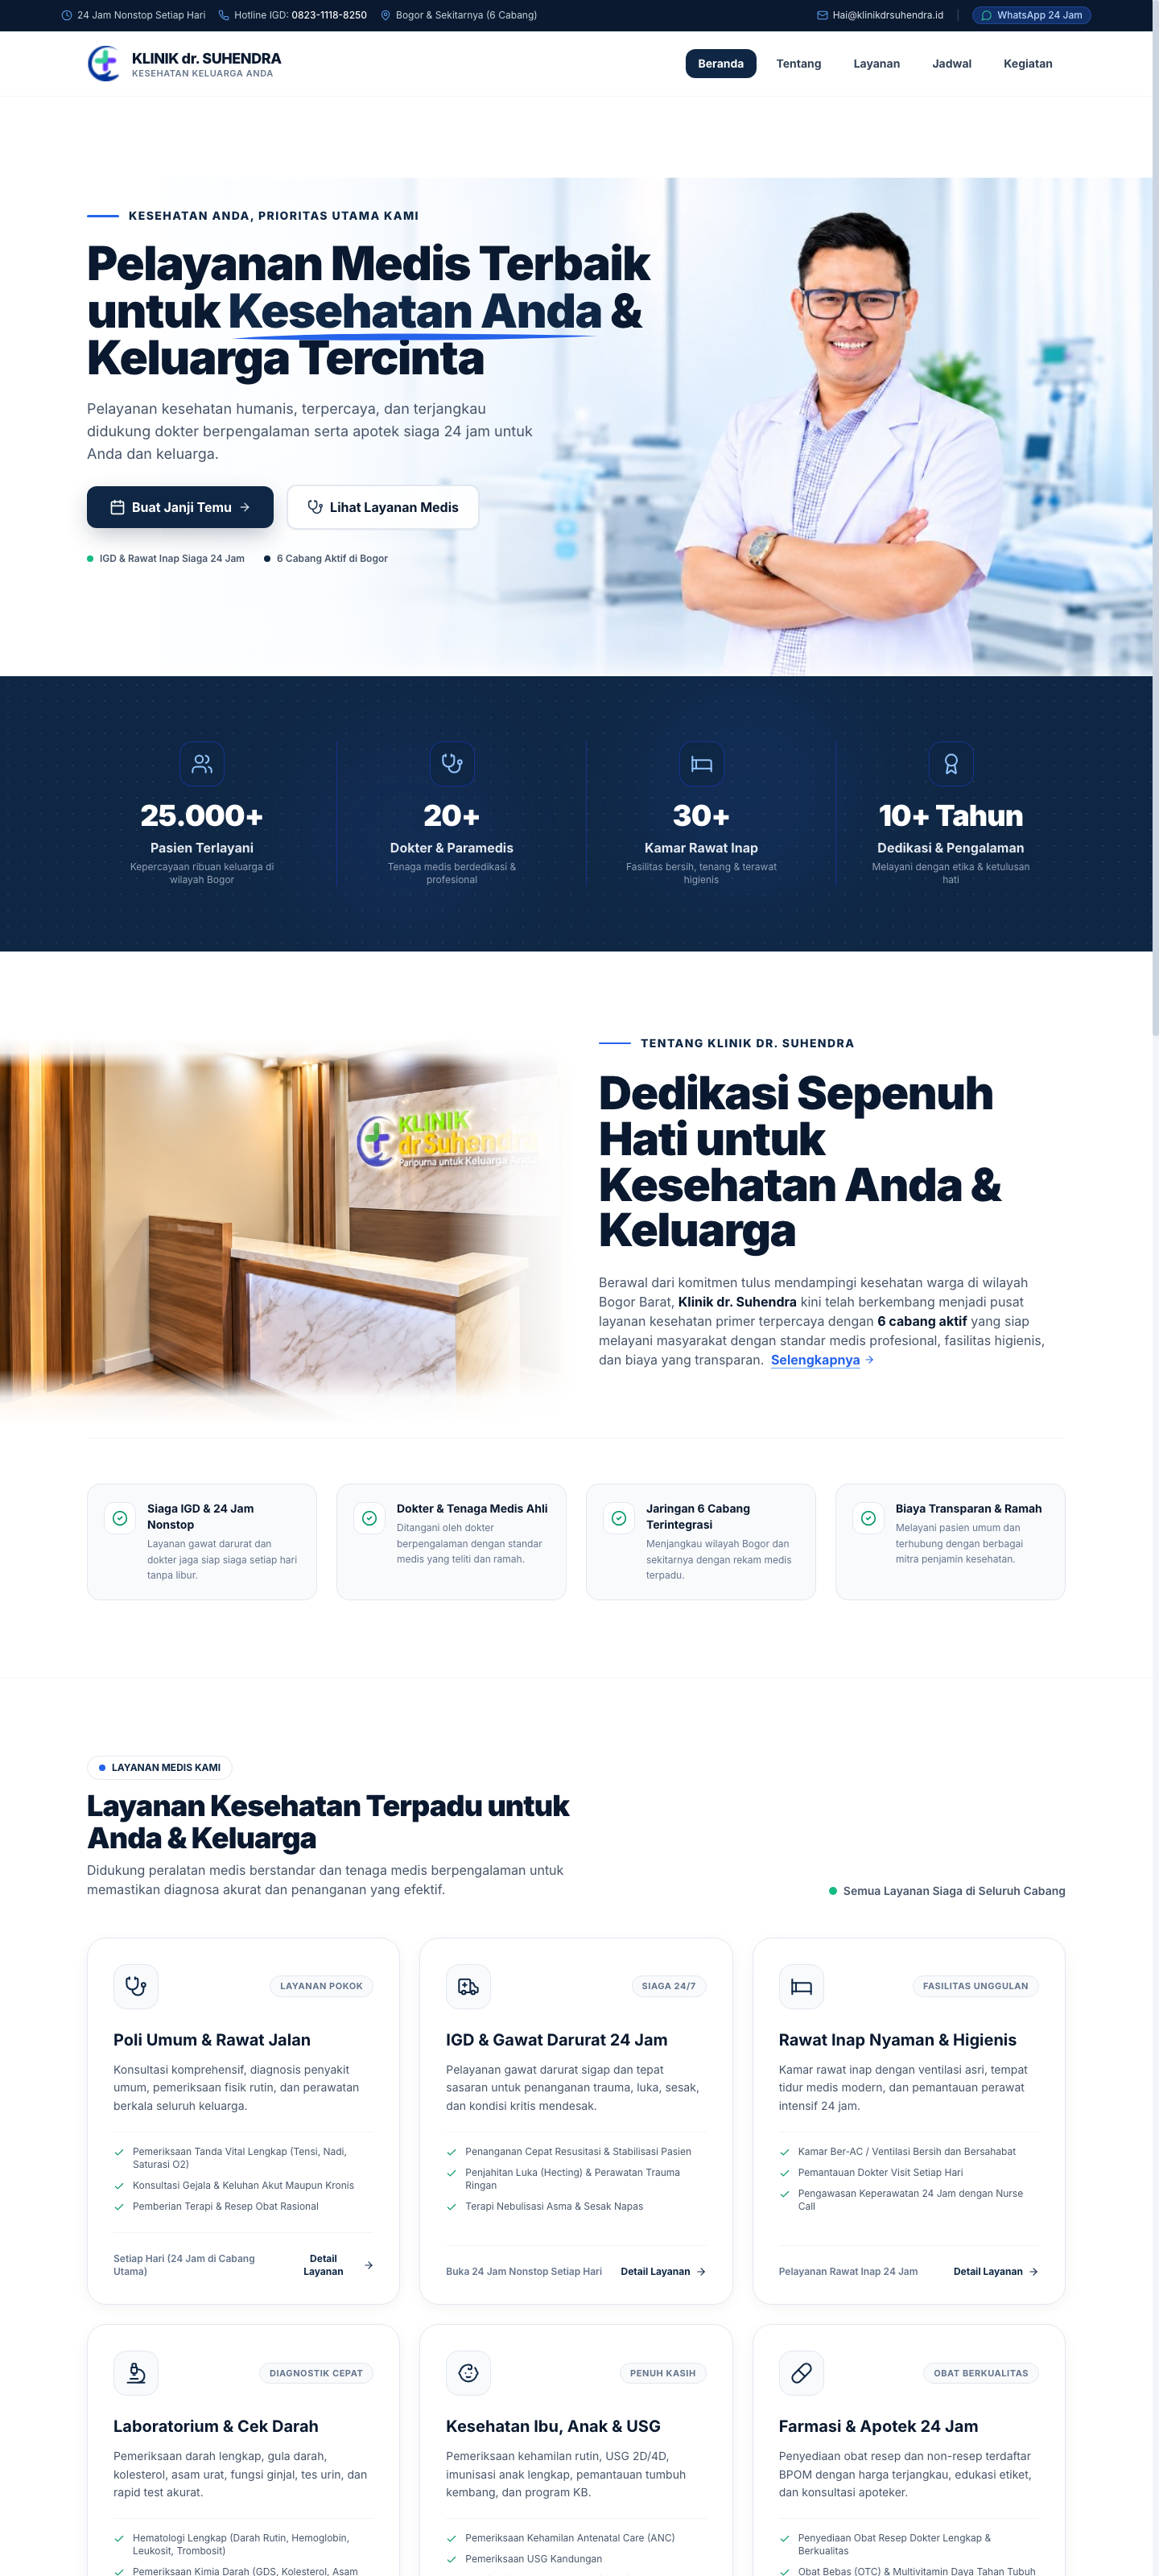 24 Jam Nonstop Setiap Hari
Hotline IGD: 0823-1118-8250
Bogor & Sekitarnya (6 Cabang)
Hai@klinikdrsuhendra.id
WhatsApp 24 Jam
KLINIK dr. SUHENDRA
KESEHATAN KELUARGA ANDA
Beranda
Tentang
Layanan
Jadwal
Kegiatan
KESEHATAN ANDA, PRIORITAS UTAMA KAMI
Pelayanan Medis Terbaik
untuk Kesehatan Anda &
Keluarga Tercinta
Pelayanan kesehatan humanis, terpercaya, dan terjangkau
didukung dokter berpengalaman serta apotek siaga 24 jam untuk
Anda dan keluarga.
Buat Janji Temu
Lihat Layanan Medis
IGD & Rawat Inap Siaga 24 Jam
6 Cabang Aktif di Bogor
25.000+
Pasien Terlayani
Kepercayaan ribuan keluarga di
wilayah Bogor
20+
Dokter & Paramedis
Tenaga medis berdedikasi &
profesional
30+
Kamar Rawat Inap
Fasilitas bersih, tenang & terawat
higienis
10+ Tahun
Dedikasi & Pengalaman
Melayani dengan etika & ketulusan
hati
KLINIK
dr Suhendra
Paripurna untuk Keluarga Anda
TENTANG KLINIK DR. SUHENDRA
Dedikasi Sepenuh
Hati untuk
Kesehatan Anda &
Keluarga
Berawal dari komitmen tulus mendampingi kesehatan warga di wilayah
Bogor Barat, Klinik dr. Suhendra kini telah berkembang menjadi pusat
layanan kesehatan primer terpercaya dengan 6 cabang aktif yang siap
melayani masyarakat dengan standar medis profesional, fasilitas higienis,
dan biaya yang transparan. Selengkapnya
Siaga IGD & 24 Jam
Nonstop
Layanan gawat darurat dan
dokter jaga siap siaga setiap hari
tanpa libur.
Dokter & Tenaga Medis Ahli
Ditangani oleh dokter
berpengalaman dengan standar
medis yang teliti dan ramah.
Jaringan 6 Cabang
Terintegrasi
Menjangkau wilayah Bogor dan
sekitarnya dengan rekam medis
terpadu.
Biaya Transparan & Ramah
Melayani pasien umum dan
terhubung dengan berbagai
mitra penjamin kesehatan.
LAYANAN MEDIS KAMI
Layanan Kesehatan Terpadu untuk
Anda & Keluarga
Didukung peralatan medis berstandar dan tenaga medis berpengalaman untuk
memastikan diagnosa akurat dan penanganan yang efektif.
Semua Layanan Siaga di Seluruh Cabang
LAYANAN POKOK
Poli Umum & Rawat Jalan
Konsultasi komprehensif, diagnosis penyakit
umum, pemeriksaan fisik rutin, dan perawatan
berkala seluruh keluarga.
Pemeriksaan Tanda Vital Lengkap (Tensi, Nadi,
Saturasi O2)
Konsultasi Gejala & Keluhan Akut Maupun Kronis
Pemberian Terapi & Resep Obat Rasional
Setiap Hari (24 Jam di Cabang
Utama)
Detail
Layanan
SIAGA 24/7
IGD & Gawat Darurat 24 Jam
Pelayanan gawat darurat sigap dan tepat
sasaran untuk penanganan trauma, luka, sesak,
dan kondisi kritis mendesak.
Penanganan Cepat Resusitasi & Stabilisasi Pasien
Penjahitan Luka (Hecting) & Perawatan Trauma
Ringan
Terapi Nebulisasi Asma & Sesak Napas
Buka 24 Jam Nonstop Setiap Hari
Detail Layanan
FASILITAS UNGGULAN
Rawat Inap Nyaman & Higienis
Kamar rawat inap dengan ventilasi asri, tempat
tidur medis modern, dan pemantauan perawat
intensif 24 jam.
Kamar Ber-AC / Ventilasi Bersih dan Bersahabat
Pemantauan Dokter Visit Setiap Hari
Pengawasan Keperawatan 24 Jam dengan Nurse
Call
Pelayanan Rawat Inap 24 Jam
Detail Layanan
DIAGNOSTIK CEPAT
Laboratorium & Cek Darah
Pemeriksaan darah lengkap, gula darah,
kolesterol, asam urat, fungsi ginjal, tes urin, dan
rapid test akurat.
Hematologi Lengkap (Darah Rutin, Hemoglobin,
Leukosit, Trombosit)
Pemeriksaan Kimia Darah (GDS, Kolesterol, Asam
PENUH KASIH
Kesehatan Ibu, Anak & USG
Pemeriksaan kehamilan rutin, USG 2D/4D,
imunisasi anak lengkap, pemantauan tumbuh
kembang, dan program KB.
Pemeriksaan Kehamilan Antenatal Care (ANC)
Pemeriksaan USG Kandungan
OBAT BERKUALITAS
Farmasi & Apotek 24 Jam
Penyediaan obat resep dan non-resep terdaftar
BPOM dengan harga terjangkau, edukasi etiket,
dan konsultasi apoteker.
Penyediaan Obat Resep Dokter Lengkap &
Berkualitas
Obat Bebas (OTC) & Multivitamin Daya Tahan Tubuh